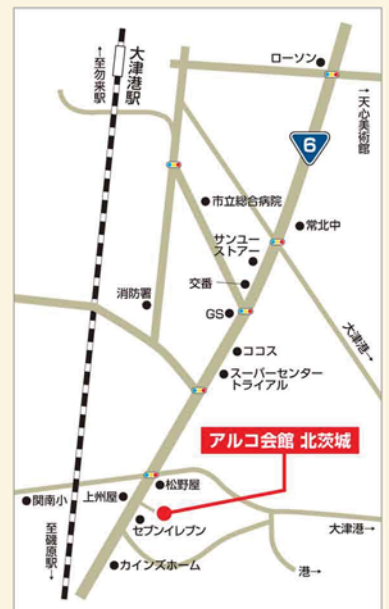 ローソン
大津港駅
←至勿来駅
→天心美術館
6
市立総合病院
常北中
サンユー
ストアー
交番
消防署
GS
大津港→
ココス
スーパーセンター
トライアル
アルコ会館 北茨城
松野屋
上州屋
関南小
セブンイレブン
大津港→
至磯原駅→
カインズホーム
港→